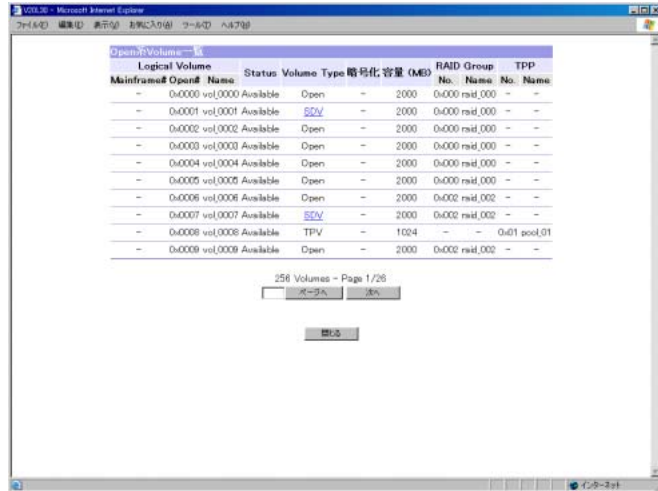 V20L30 - Microsoft Internet Explorer
ファイル(F) 編集(E) 表示(V) お気に入り(A) ツール(T) ヘルプ(H)
Open系Volume一覧
Logical Volume Status Volume Type 暗号化 容量 (MB) RAID Group TPP
Mainframe# Open# Name No. Name No. Name
- 0x0000 vol_0000 Available Open - 2000 0x000 raid_000 - -
- 0x0001 vol_0001 Available SDV - 2000 0x000 raid_000 - -
- 0x0002 vol_0002 Available Open - 2000 0x000 raid_000 - -
- 0x0003 vol_0003 Available Open - 2000 0x000 raid_000 - -
- 0x0004 vol_0004 Available Open - 2000 0x000 raid_000 - -
- 0x0005 vol_0005 Available Open - 2000 0x000 raid_000 - -
- 0x0006 vol_0006 Available Open - 2000 0x002 raid_002 - -
- 0x0007 vol_0007 Available SDV - 2000 0x002 raid_002 - -
- 0x0008 vol_0008 Available TPV - 1024 - - 0x01 pool_01
- 0x0009 vol_0009 Available Open - 2000 0x002 raid_002 - -
256 Volumes - Page 1/26
ページへ 次へ
閉じる
インターネット